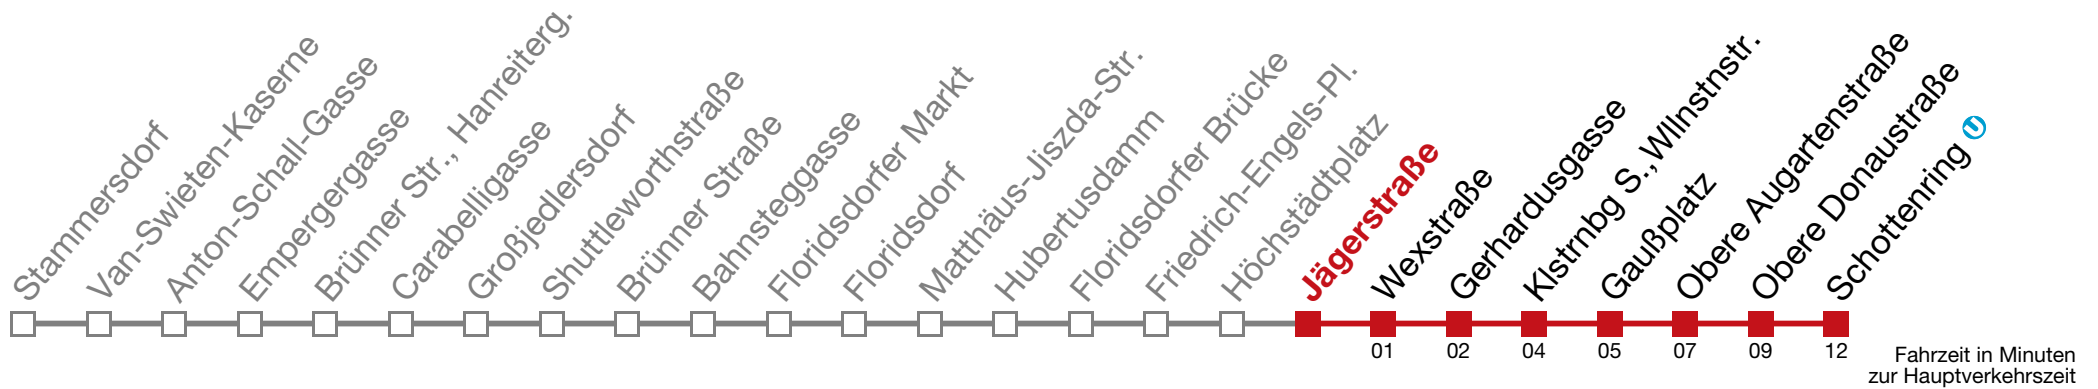 Stammersdorf
Van-Swieten-Kaserne
Anton-Schall-Gasse
Empergergasse
Brünner Str., Hanreiterg.
Carabelligasse
Großjedlersdorf
Shuttleworthstraße
Brünner Straße
Bahnsteggasse
Floridsdorfer Markt
Floridsdorf
Matthäus-Jiszda-Str.
Hubertusdamm
Floridsdorfer Brücke
Friedrich-Engels-Pl.
Höchstädtplatz
Jägerstraße
Wexstraße
Gerhardusgasse
Klstrnbg S.,Wllnstnstr.
Gaußplatz
Obere Augartenstraße
Obere Donaustraße
Schottenring U
01 02 04 05 07 09 12
Fahrzeit in Minuten
zur Hauptverkehrszeit